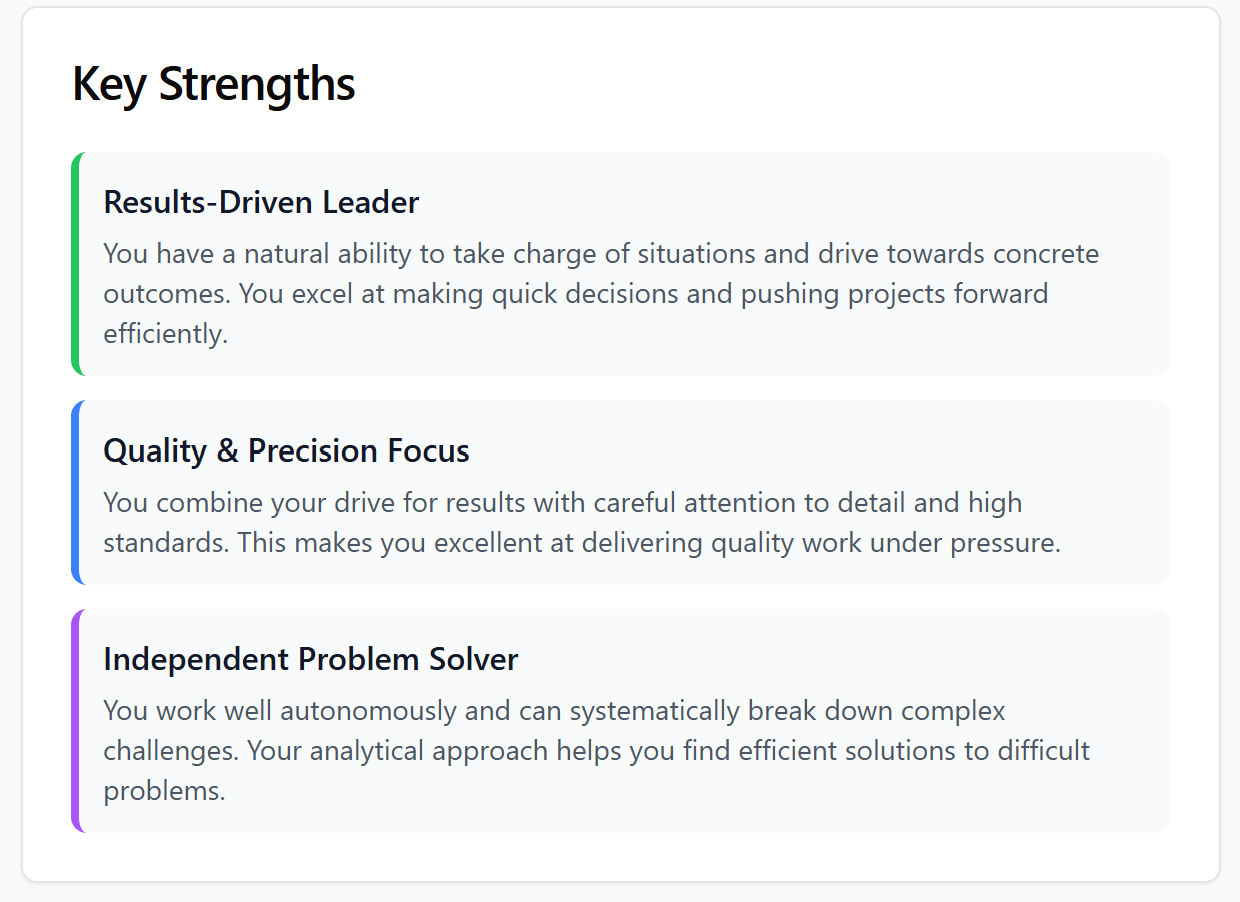 Key Strengths
Results-Driven Leader
You have a natural ability to take charge of situations and drive towards concrete
outcomes. You excel at making quick decisions and pushing projects forward
efficiently.
Quality & Precision Focus
You combine your drive for results with careful attention to detail and high
standards. This makes you excellent at delivering quality work under pressure.
Independent Problem Solver
You work well autonomously and can systematically break down complex
challenges. Your analytical approach helps you find efficient solutions to difficult
problems.